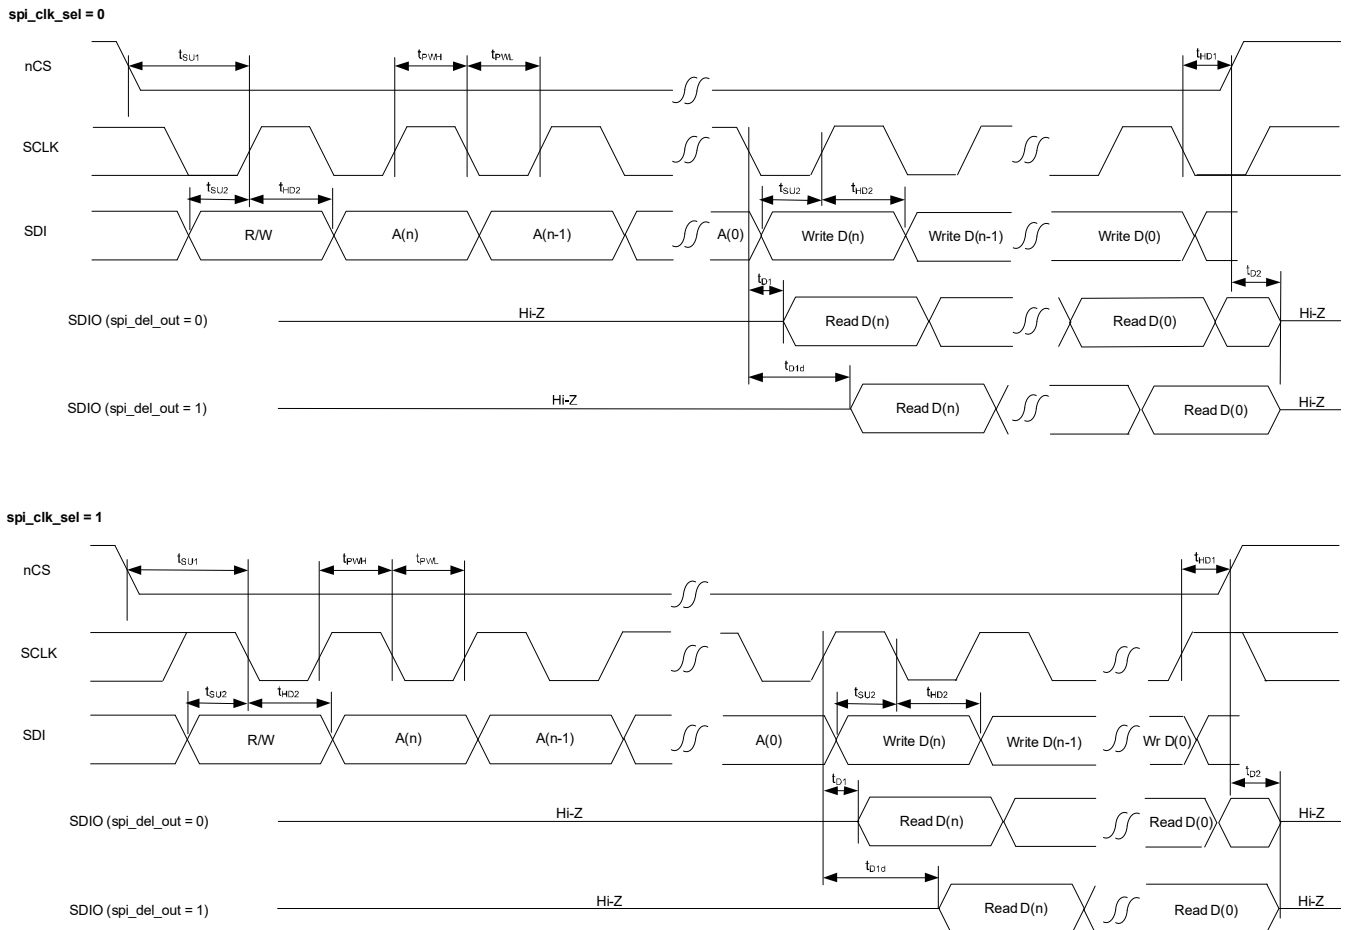 spi_clk_sel = 0
nCS
tSU1
tPWH
tPWL
tHD1
SCLK
tSU2
tHD2
tSU2
tHD2
SDI
R/W
A(n)
A(n-1)
A(0)
Write D(n)
Write D(n-1)
Write D(0)
tD1
tD2
SDIO (spi_del_out = 0)
Hi-Z
Read D(n)
Read D(0)
Hi-Z
tD1d
SDIO (spi_del_out = 1)
Hi-Z
Read D(n)
Read D(0)
Hi-Z
spi_clk_sel = 1
nCS
tSU1
tPWH
tPWL
tHD1
SCLK
tSU2
tHD2
tSU2
tHD2
SDI
R/W
A(n)
A(n-1)
A(0)
Write D(n)
Write D(n-1)
Wr D(0)
tD1
tD2
SDIO (spi_del_out = 0)
Hi-Z
Read D(n)
Read D(0)
Hi-Z
tD1d
SDIO (spi_del_out = 1)
Hi-Z
Read D(n)
Read D(0)
Hi-Z